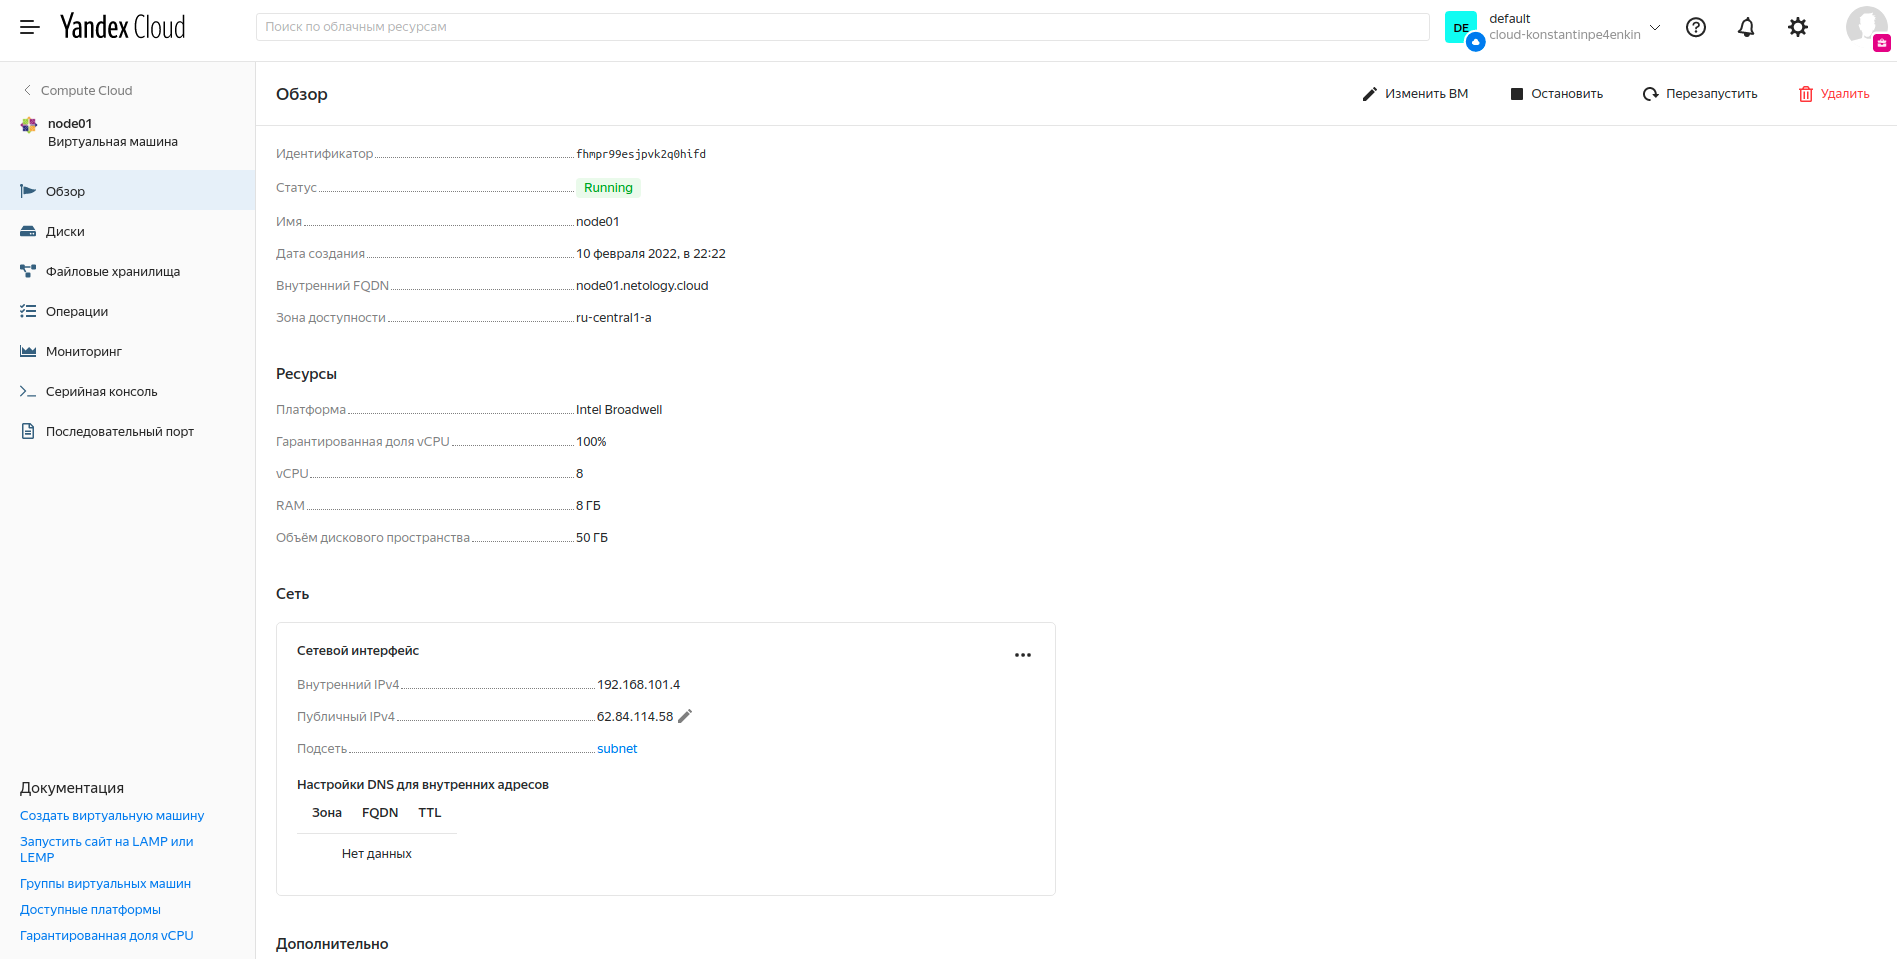 Yandex Cloud
Поиск по облачным ресурсам
DE
default
cloud-konstantinpe4enkin
Compute Cloud
node01
Виртуальная машина
Обзор
Диски
Файловые хранилища
Операции
Мониторинг
Серийная консоль
Последовательный порт
Документация
Создать виртуальную машину
Запустить сайт на LAMP или
LEMP
Группы виртуальных машин
Доступные платформы
Гарантированная доля vCPU
Обзор
Изменить ВМ
Остановить
Перезапустить
Удалить
Идентификатор fhmpr99esjpvk2q0hifd
Статус Running
Имя node01
Дата создания 10 февраля 2022, в 22:22
Внутренний FQDN node01.netology.cloud
Зона доступности ru-central1-a
Ресурсы
Платформа Intel Broadwell
Гарантированная доля vCPU 100%
vCPU 8
RAM 8 ГБ
Объём дискового пространства 50 ГБ
Сеть
Сетевой интерфейс
Внутренний IPv4 192.168.101.4
Публичный IPv4 62.84.114.58
Подсеть subnet
Настройки DNS для внутренних адресов
Зона FQDN TTL
Нет данных
Дополнительно